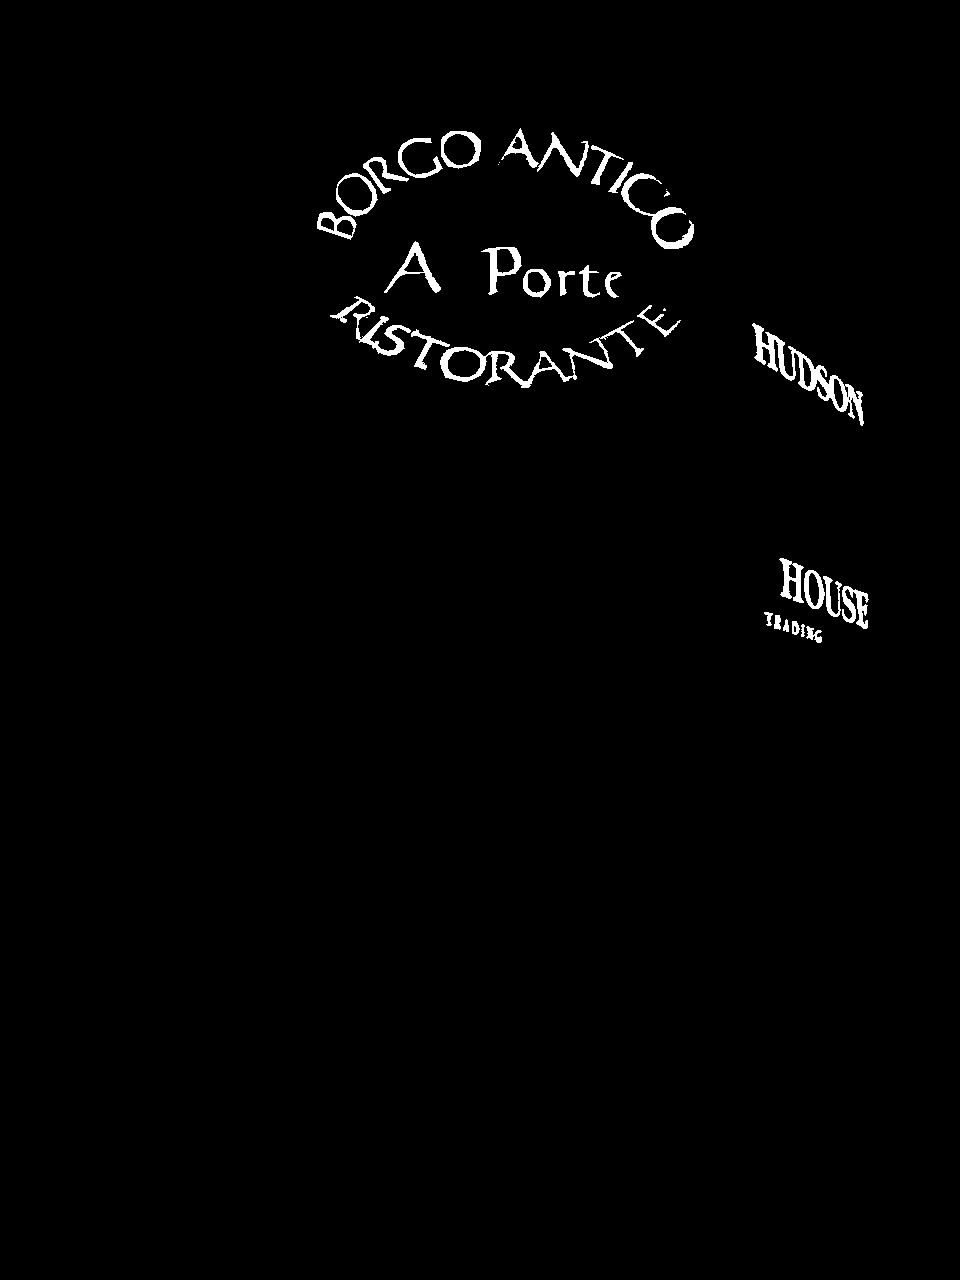 BORGO ANTICO
A Porte
RISTORANTE
HUDSON
HOUSE
TRADING